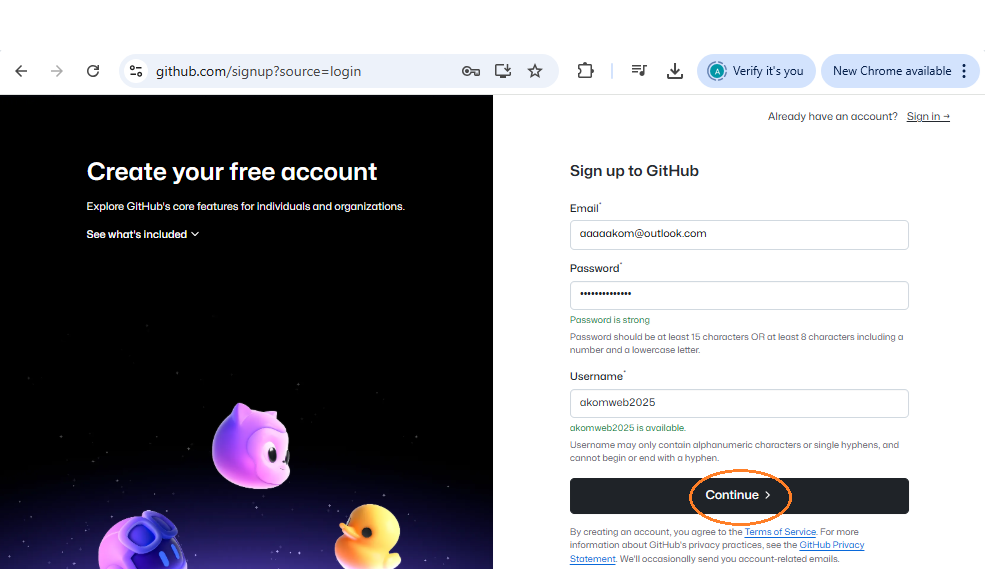 github.com/signup?source=login
A
Verify it's you
New Chrome available
Already have an account? Sign in →
Create your free account
Explore GitHub's core features for individuals and organizations.
See what's included
Sign up to GitHub
Email*
aaaaakom@outlook.com
Password*
••••••••••••••
Password is strong
Password should be at least 15 characters OR at least 8 characters including a
number and a lowercase letter.
Username*
akomweb2025
akomweb2025 is available.
Username may only contain alphanumeric characters or single hyphens, and
cannot begin or end with a hyphen.
Continue >
By creating an account, you agree to the Terms of Service. For more
information about GitHub's privacy practices, see the GitHub Privacy
Statement. We'll occasionally send you account-related emails.